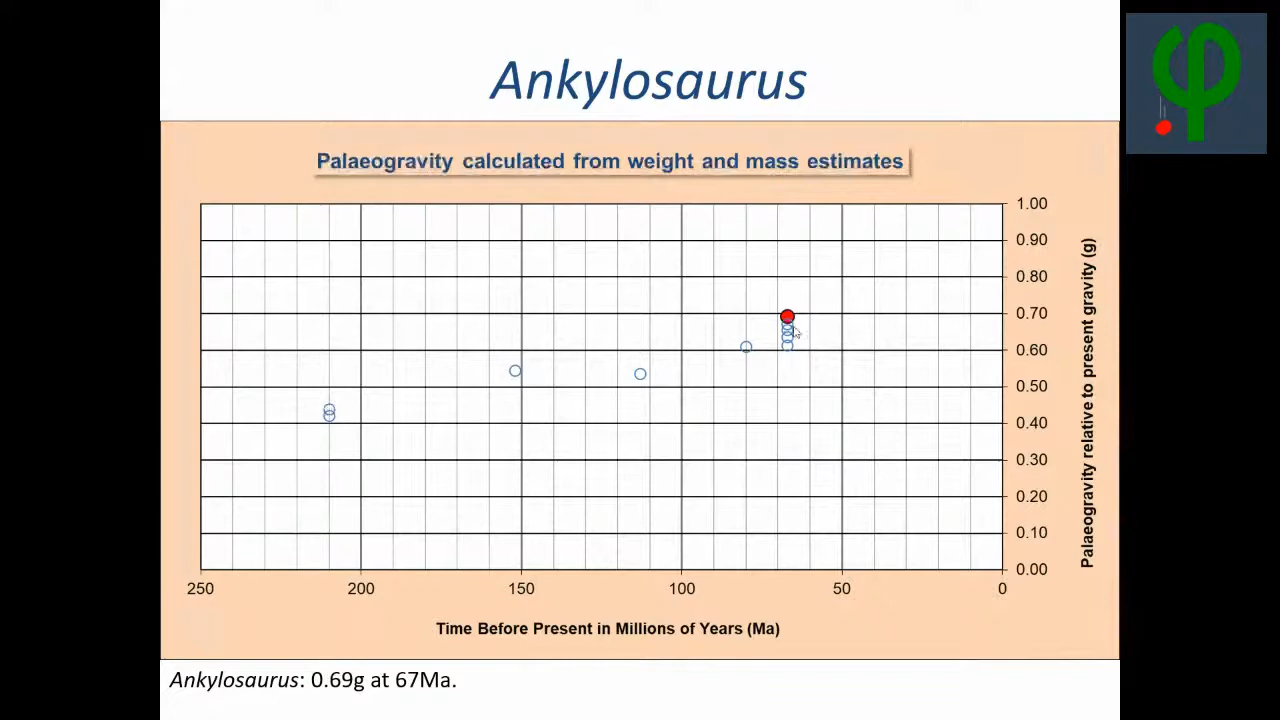 Ankylosaurus
Palaeogravity calculated from weight and mass estimates
1.00
0.90
0.80
0.70
0.60
0.50
0.40
0.30
0.20
0.10
0.00
Palaeogravity relative to present gravity (g)
250 200 150 100 50 0
Time Before Present in Millions of Years (Ma)
Ankylosaurus: 0.69g at 67Ma.